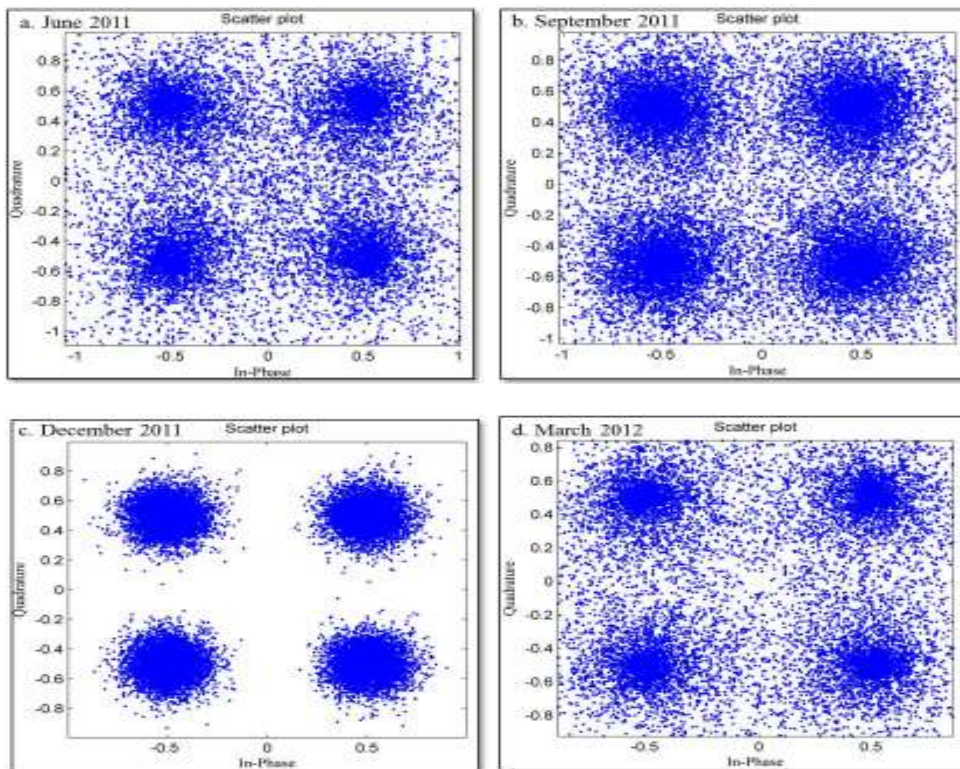 a. June 2011 Scatter plot
0.8
0.6
0.4
0.2
0
-0.2
-0.4
-0.6
-0.8
-1
Quadrature
-1 -0.5 0 0.5 1
In-Phase
b. September 2011 Scatter plot
0.8
0.6
0.4
0.2
0
-0.2
-0.4
-0.6
-0.8
-1
Quadrature
-1 -0.5 0 0.5
In-Phase
c. December 2011 Scatter plot
0.8
0.6
0.4
0.2
0
-0.2
-0.4
-0.6
-0.8
Quadrature
-0.5 0 0.5
In-Phase
d. March 2012 Scatter plot
0.8
0.6
0.4
0.2
0
-0.2
-0.4
-0.6
-0.8
Quadrature
-0.5 0 0.5
In-Phase